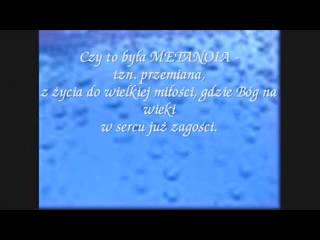 Czy to była METANOIA -
tzn. przemiana,
z życia do wielkiej miłości, gdzie Bóg na
wieki
w sercu już zagości.